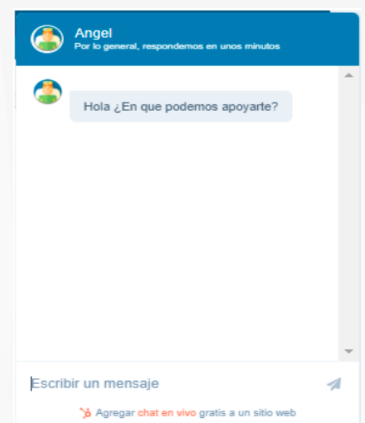 Angel
Por lo general, respondemos en unos minutos
Hola ¿En que podemos apoyarte?
Escribir un mensaje
Agregar chat en vivo gratis a un sitio web